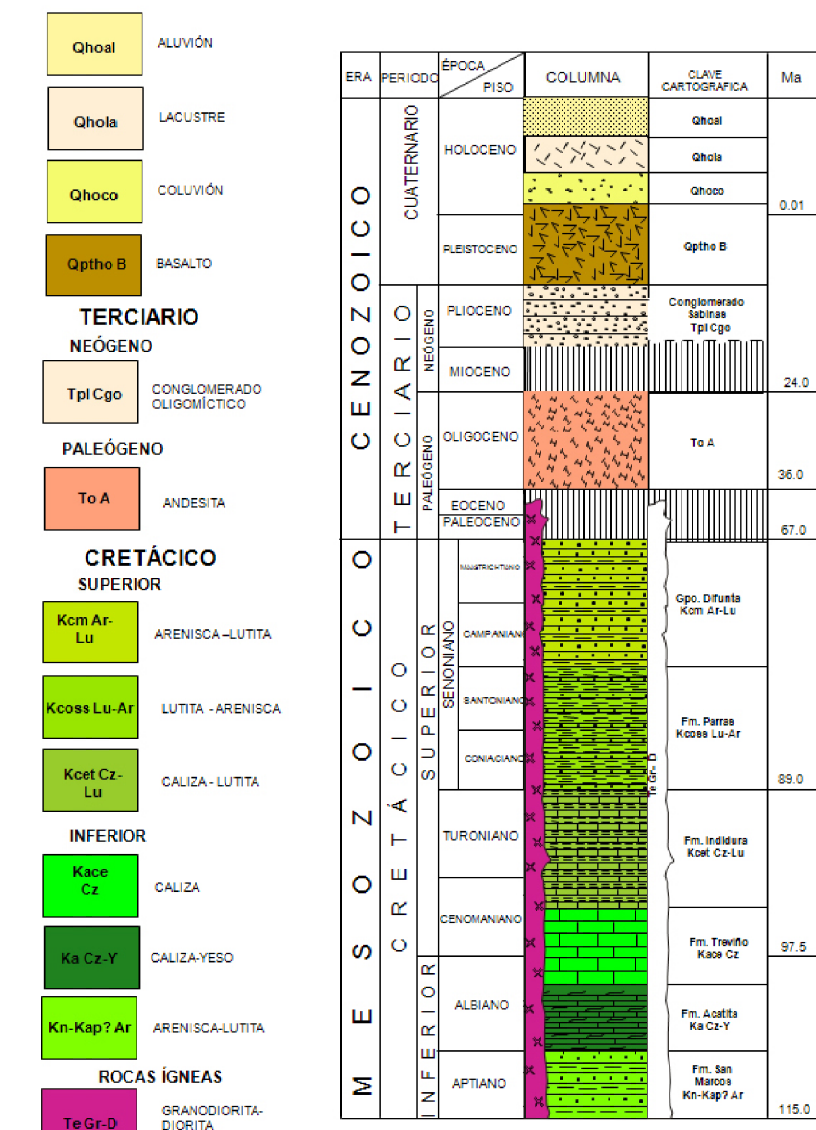 Qhoal
ALUVIÓN
Qhola
LACUSTRE
Qhoco
COLUVIÓN
Qptho B
BASALTO
TERCIARIO
NEÓGENO
Tpl Cgo
CONGLOMERADO
OLIGOMÍCTICO
PALEÓGENO
To A
ANDESITA
CRETÁCICO
SUPERIOR
Kcm Ar-
Lu
ARENISCA–LUTITA
Kcoss Lu-Ar
LUTITA - ARENISCA
Kcet Cz-
Lu
CALIZA - LUTITA
INFERIOR
Kace
Cz
CALIZA
Ka Cz-Y
CALIZA-YESO
Kn-Kap? Ar
ARENISCA-LUTITA
ROCAS ÍGNEAS
Te Gr-D
GRANODIORITA-
DIORITA
ERA
PERIODO
ÉPOCA
PISO
COLUMNA
CLAVE
CARTOGRAFICA
Ma
CENOZOICO
CUATERNARIO
HOLOCENO
Qhoal
Qhola
Qhoco
0.01
PLEISTOCENO
Qptho B
TERCIARIO
NEÓGENO
PLIOCENO
Conglomerado
Sabinas
Tpl Cgo
MIOCENO
24.0
PALEÓGENO
OLIGOCENO
To A
36.0
EOCENO
PALEOCENO
67.0
MESOZOICO
CRETÁCICO
SUPERIOR
SENONIANO
MAASTRICHTIANO
CAMPANIANO
Gpo. Difunta
Kcm Ar-Lu
SANTONIANO
CONIACIANO
Fm. Parras
Kcoss Lu-Ar
Te Gr- D
89.0
TURONIANO
Fm. Indidura
Kcet Cz-Lu
CENOMANIANO
Fm. Treviño
Kace Cz
97.5
INFERIOR
ALBIANO
Fm. Acatita
Ka Cz-Y
APTIANO
Fm. San
Marcos
Kn-Kap? Ar
115.0